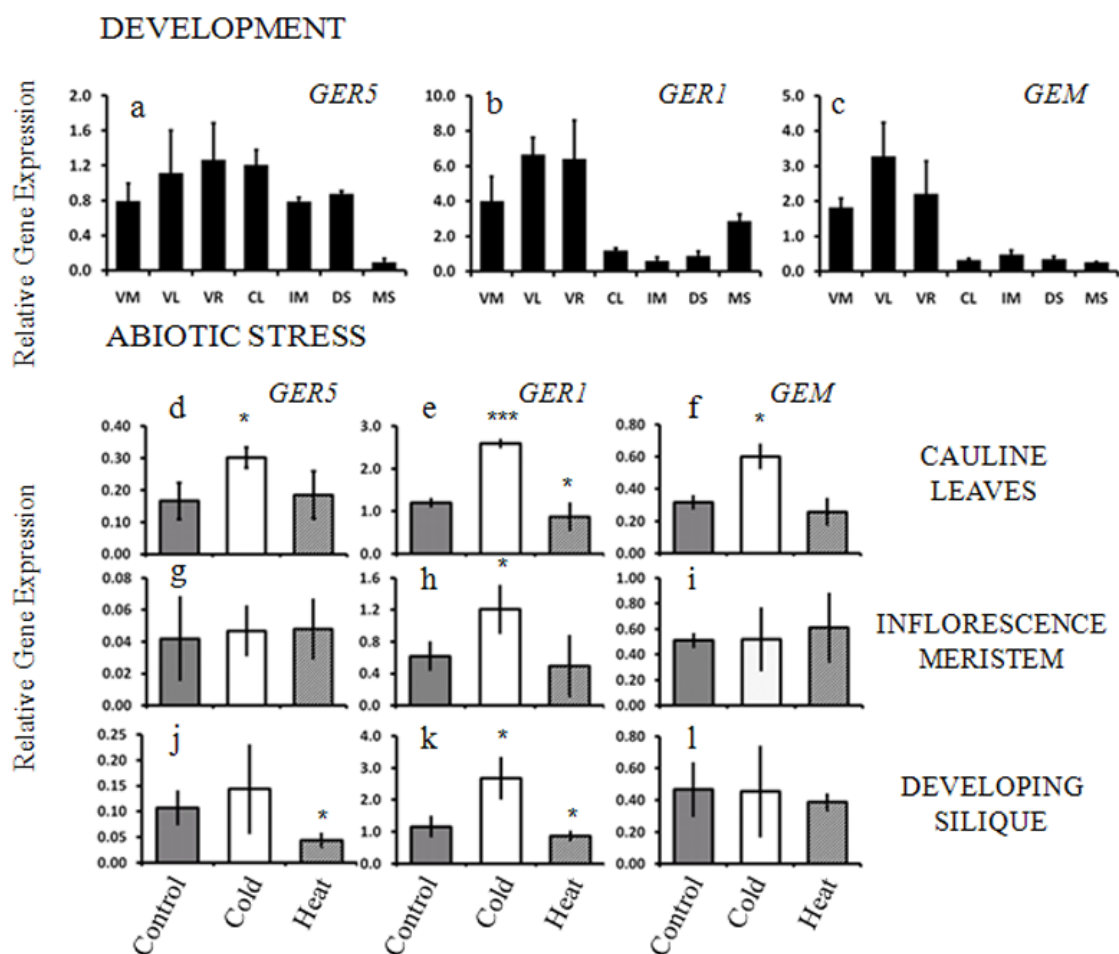 DEVELOPMENT
Relative Gene Expression
a GER5
2.0
1.6
1.2
0.8
0.4
0.0
VM VL VR CL IM DS MS
b GER1
10.0
8.0
6.0
4.0
2.0
0.0
VM VL VR CL IM DS MS
c GEM
5.0
4.0
3.0
2.0
1.0
0.0
VM VL VR CL IM DS MS
ABIOTIC STRESS
Relative Gene Expression
d * GER5
0.40
0.30
0.20
0.10
0.00
e *** GER1
*
3.0
2.0
1.0
0.0
f * GEM
0.80
0.60
0.40
0.20
0.00
CAULINE
LEAVES
g
0.08
0.06
0.04
0.02
0.00
h *
1.6
1.2
0.8
0.4
0.0
i
1.00
0.80
0.60
0.40
0.20
0.00
INFLORESCENCE
MERISTEM
j
*
0.25
0.20
0.15
0.10
0.05
0.00
k *
*
4.0
3.0
2.0
1.0
0.0
l
0.80
0.60
0.40
0.20
0.00
DEVELOPING
SILIQUE
Control Cold Heat
Control Cold Heat
Control Cold Heat